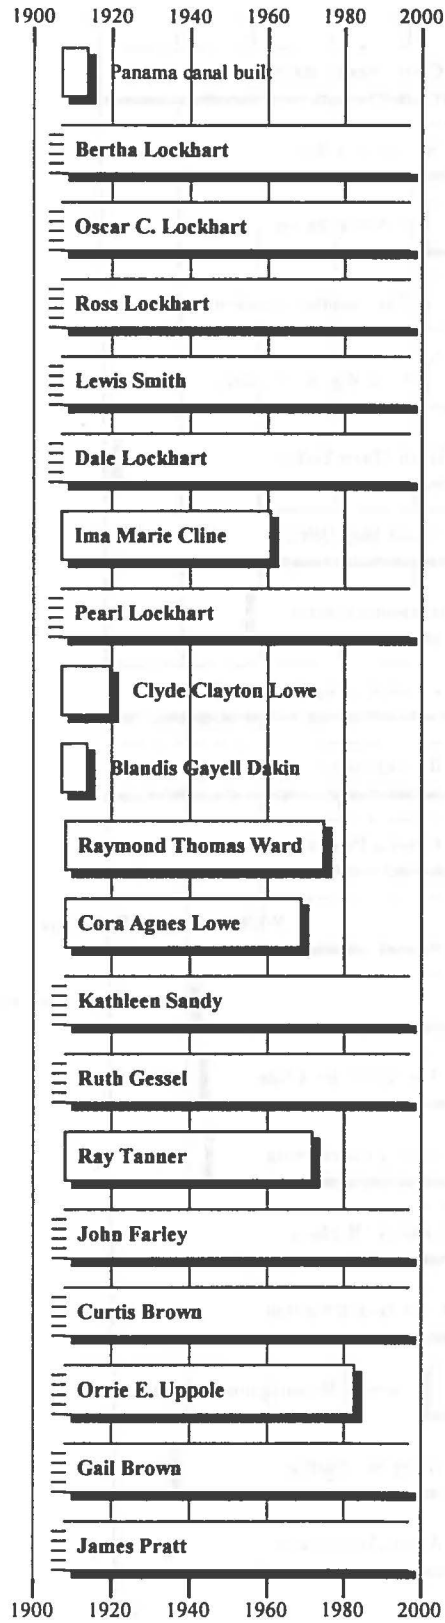 1900 1920 1940 1960 1980 2000
Panama canal built
Bertha Lockhart
Oscar C. Lockhart
Ross Lockhart
Lewis Smith
Dale Lockhart
Ima Marie Cline
Pearl Lockhart
Clyde Clayton Lowe
Blandis Gayell Dakin
Raymond Thomas Ward
Cora Agnes Lowe
Kathleen Sandy
Ruth Gessel
Ray Tanner
John Farley
Curtis Brown
Orrie E. Uppole
Gail Brown
James Pratt
1900 1920 1940 1960 1980 2000